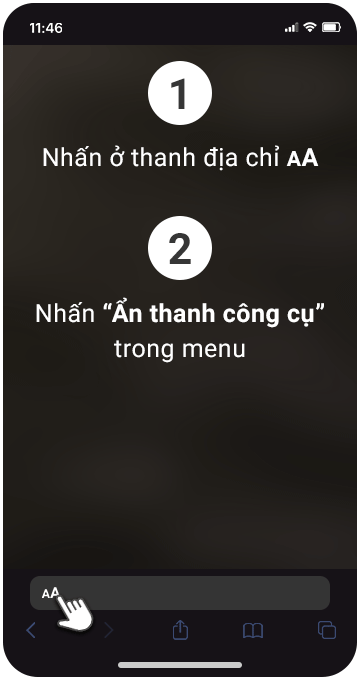 11:46
1
Nhấn ở thanh địa chỉ AA
2
Nhấn “Ẩn thanh công cụ”
trong menu
AA